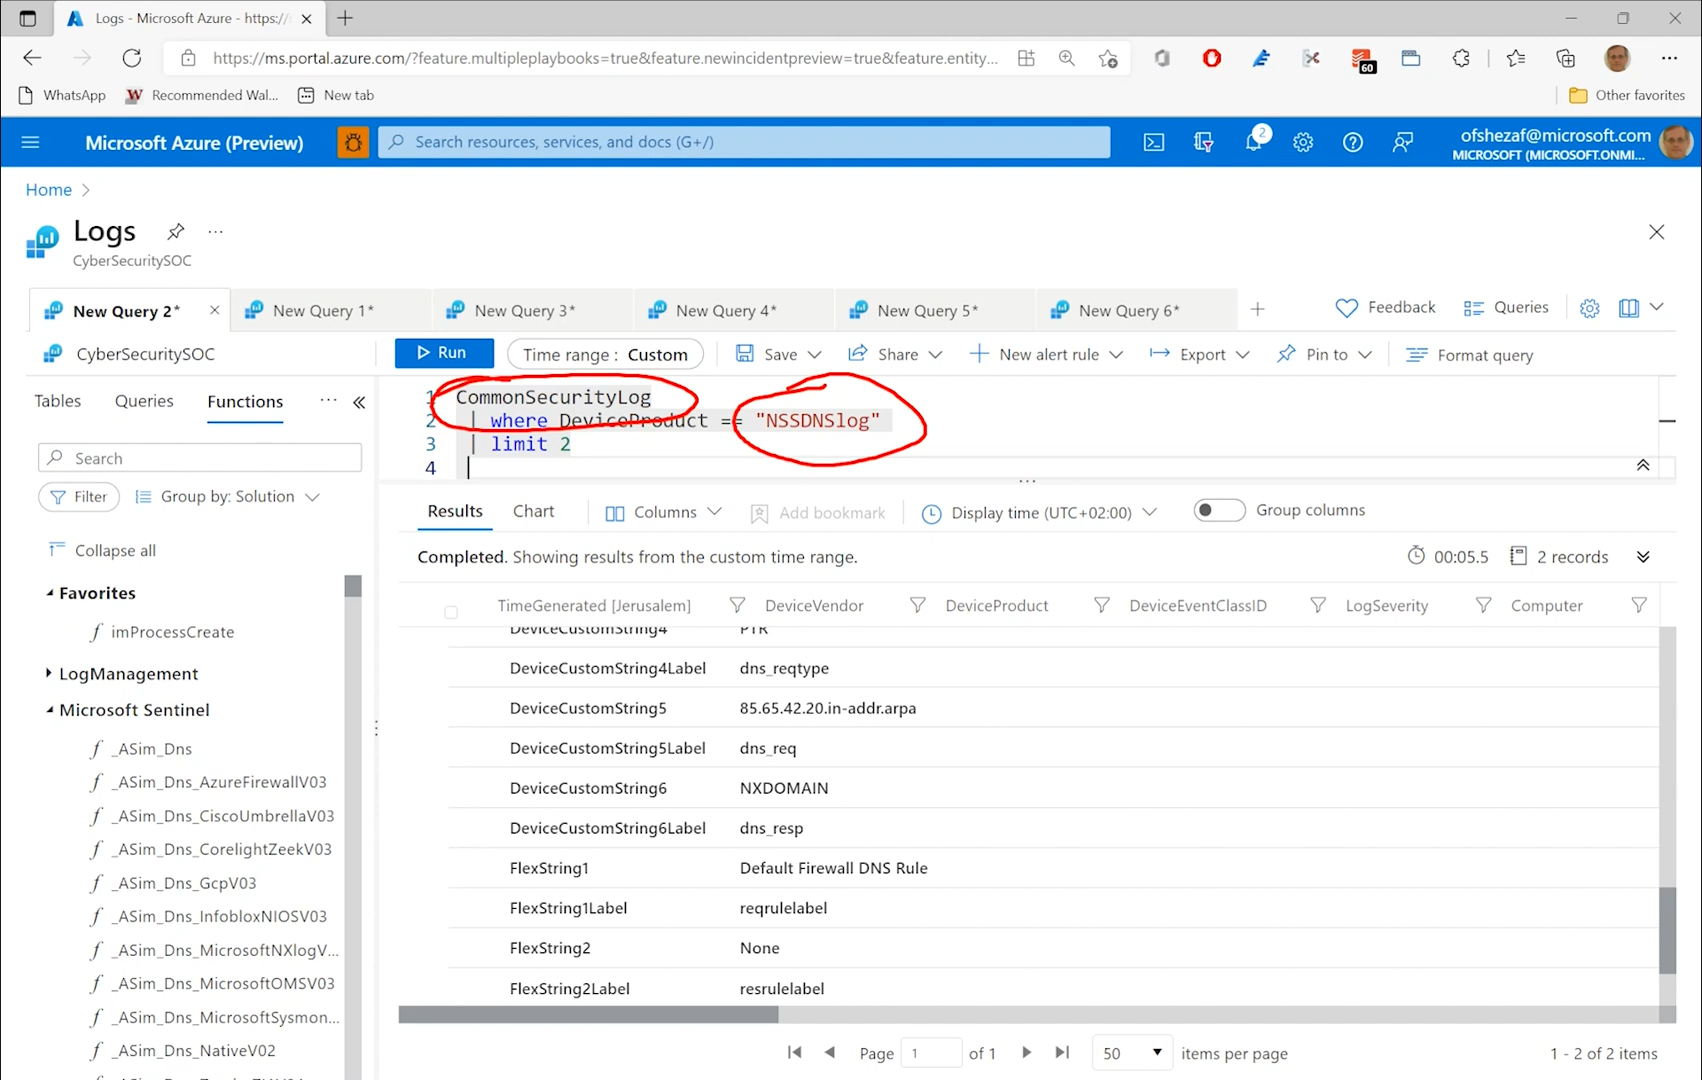 Logs - Microsoft Azure - https://
https://ms.portal.azure.com/?feature.multipleplaybooks=true&feature.newincidentpreview=true&feature.entity...
60
WhatsApp
Recommended Wal...
New tab
Other favorites
Microsoft Azure (Preview)
Search resources, services, and docs (G+/)
2
ofshezaf@microsoft.com
MICROSOFT (MICROSOFT.ONMI...
Home
Logs
CyberSecuritySOC
New Query 2*
New Query 1*
New Query 3*
New Query 4*
New Query 5*
New Query 6*
Feedback
Queries
CyberSecuritySOC
Run
Time range : Custom
Save
Share
New alert rule
Export
Pin to
Format query
Tables
Queries
Functions
Search
Filter
Group by: Solution
Collapse all
Favorites
imProcessCreate
LogManagement
Microsoft Sentinel
_ASim_Dns
_ASim_Dns_AzureFirewallV03
_ASim_Dns_CiscoUmbrellaV03
_ASim_Dns_CorelightZeekV03
_ASim_Dns_GcpV03
_ASim_Dns_InfobloxNIOSV03
_ASim_Dns_MicrosoftNXlogV...
_ASim_Dns_MicrosoftOMSV03
_ASim_Dns_MicrosoftSysmon...
_ASim_Dns_NativeV02
1 CommonSecurityLog
2 | where DeviceProduct == "NSSDNSlog"
3 | limit 2
4
Results
Chart
Columns
Add bookmark
Display time (UTC+02:00)
Group columns
Completed. Showing results from the custom time range.
00:05.5
2 records
TimeGenerated [Jerusalem]
DeviceVendor
DeviceProduct
DeviceEventClassID
LogSeverity
Computer
DeviceCustomString4 PTR
DeviceCustomString4Label dns_reqtype
DeviceCustomString5 85.65.42.20.in-addr.arpa
DeviceCustomString5Label dns_req
DeviceCustomString6 NXDOMAIN
DeviceCustomString6Label dns_resp
FlexString1 Default Firewall DNS Rule
FlexString1Label reqrulelabel
FlexString2 None
FlexString2Label resrulelabel
Page 1 of 1
50 items per page
1 - 2 of 2 items